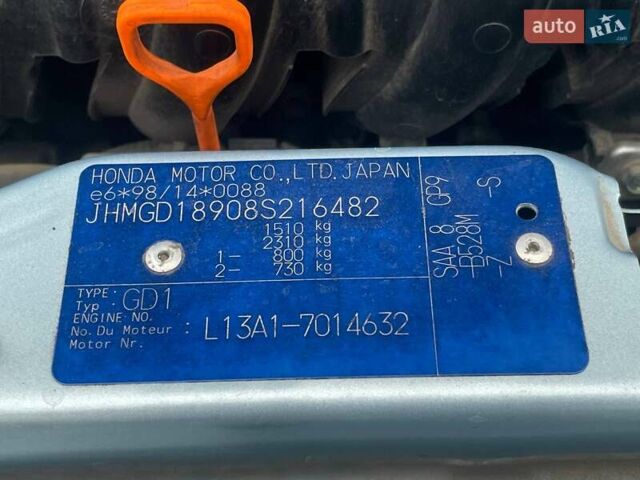 auto RIA.com
HONDA MOTOR CO.,LTD.JAPAN
e6*98/14*0088
JHMGD18908S216482
1510 kg
2310 kg
1- 800 kg
2- 730 kg
TYPE :
Typ : GD1
ENGINE NO.
No. Du Moteur : L13A1-7014632
Motor Nr.
SAA 8 GP9
-B528M -S
-Z